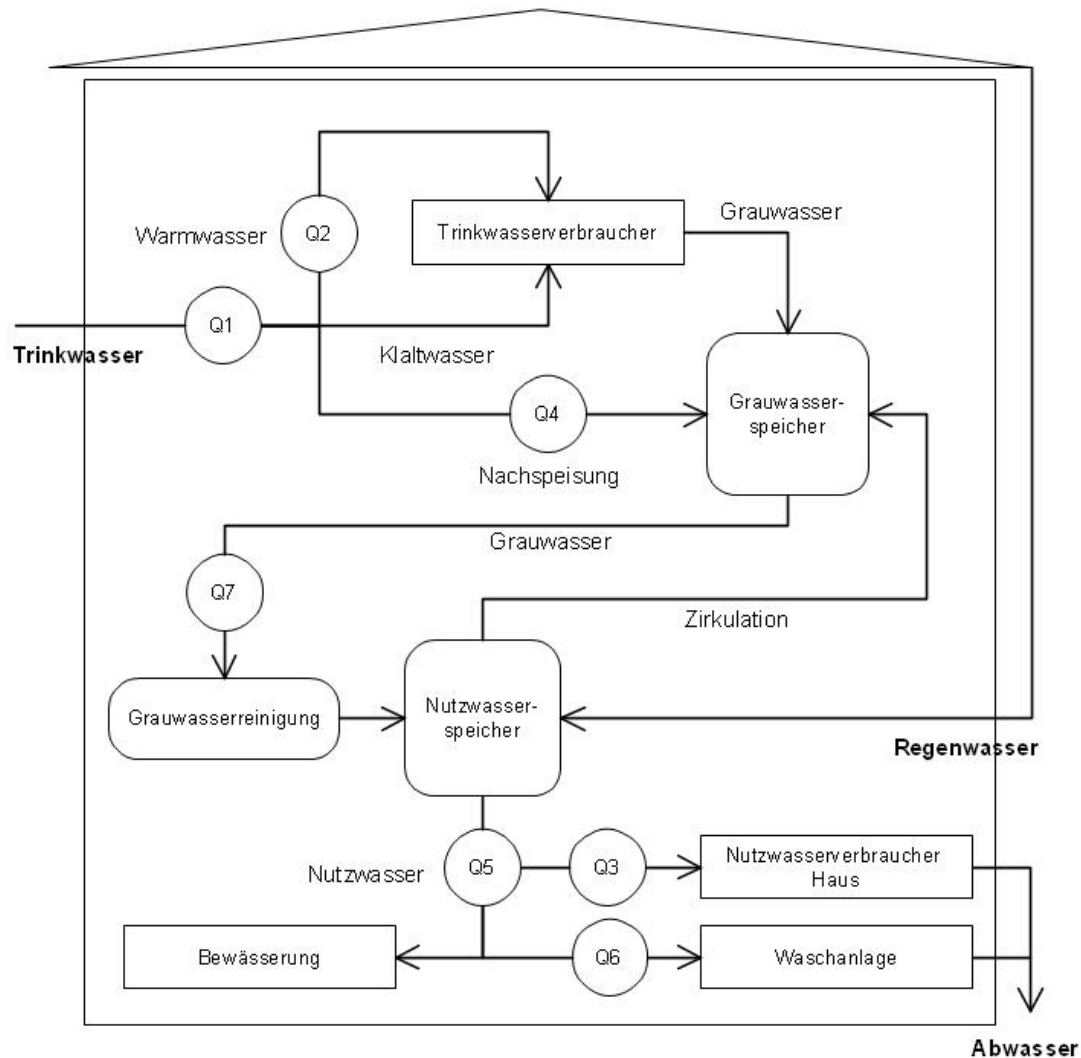 Grauwasser
Warmwasser
Q2
Trinkwasserverbraucher
Q1
Trinkwasser
Klaltwasser
Q4
Grauwasser-
speicher
Nachspeisung
Grauwasser
Q7
Zirkulation
Grauwasserreinigung
Nutzwasser-
speicher
Regenwasser
Nutzwasser
Q5
Q3
Nutzwasserverbraucher
Haus
Bewässerung
Q6
Waschanlage
Abwasser